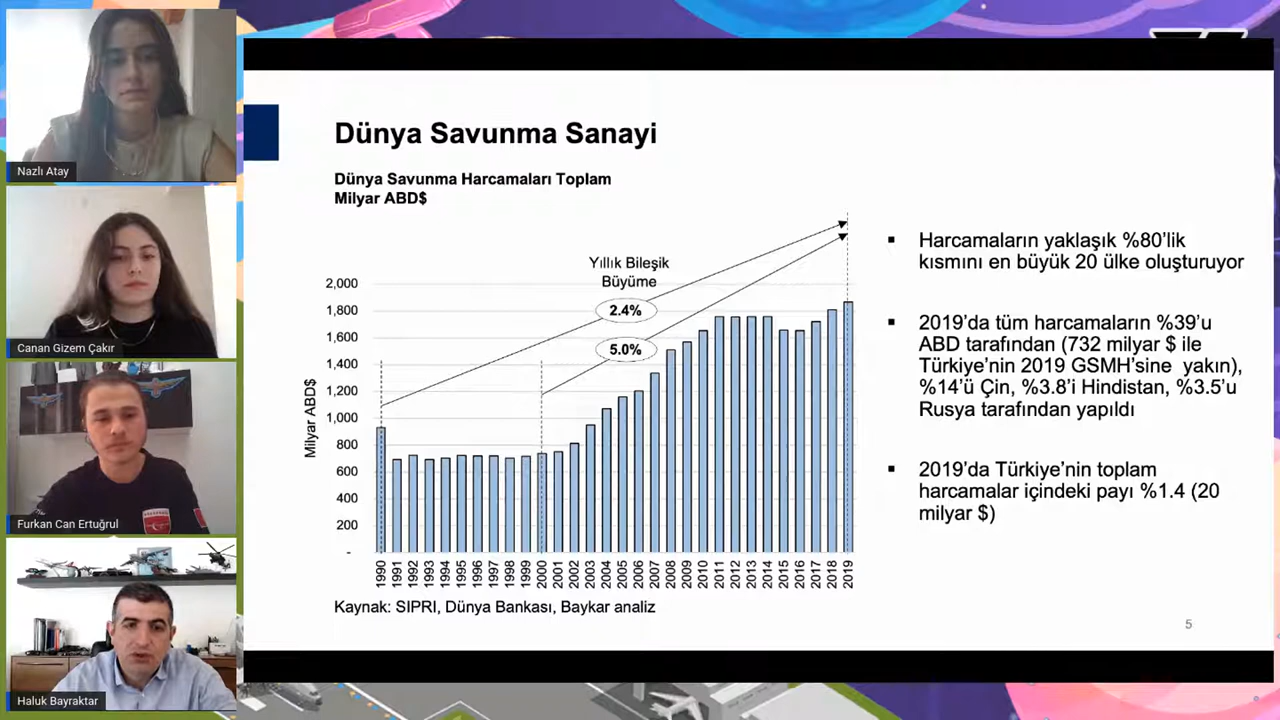 Nazlı Atay
Canan Gizem Çakır
Furkan Can Ertuğrul
Haluk Bayraktar
Dünya Savunma Sanayi
Dünya Savunma Harcamaları Toplam
Milyar ABD$
Yıllık Bileşik
Büyüme
2.4%
5.0%
Milyar ABD$
2,000
1,800
1,600
1,400
1,200
1,000
800
600
400
200
-
1990 1991 1992 1993 1994 1995 1996 1997 1998 1999 2000 2001 2002 2003 2004 2005 2006 2007 2008 2009 2010 2011 2012 2013 2014 2015 2016 2017 2018 2019
Kaynak: SIPRI, Dünya Bankası, Baykar analiz
▪ Harcamaların yaklaşık %80’lik
kısmını en büyük 20 ülke oluşturuyor
▪ 2019’da tüm harcamaların %39’u
ABD tarafından (732 milyar $ ile
Türkiye’nin 2019 GSMH’sine yakın),
%14’ü Çin, %3.8’i Hindistan, %3.5’u
Rusya tarafından yapıldı
▪ 2019’da Türkiye’nin toplam
harcamalar içindeki payı %1.4 (20
milyar $)
5